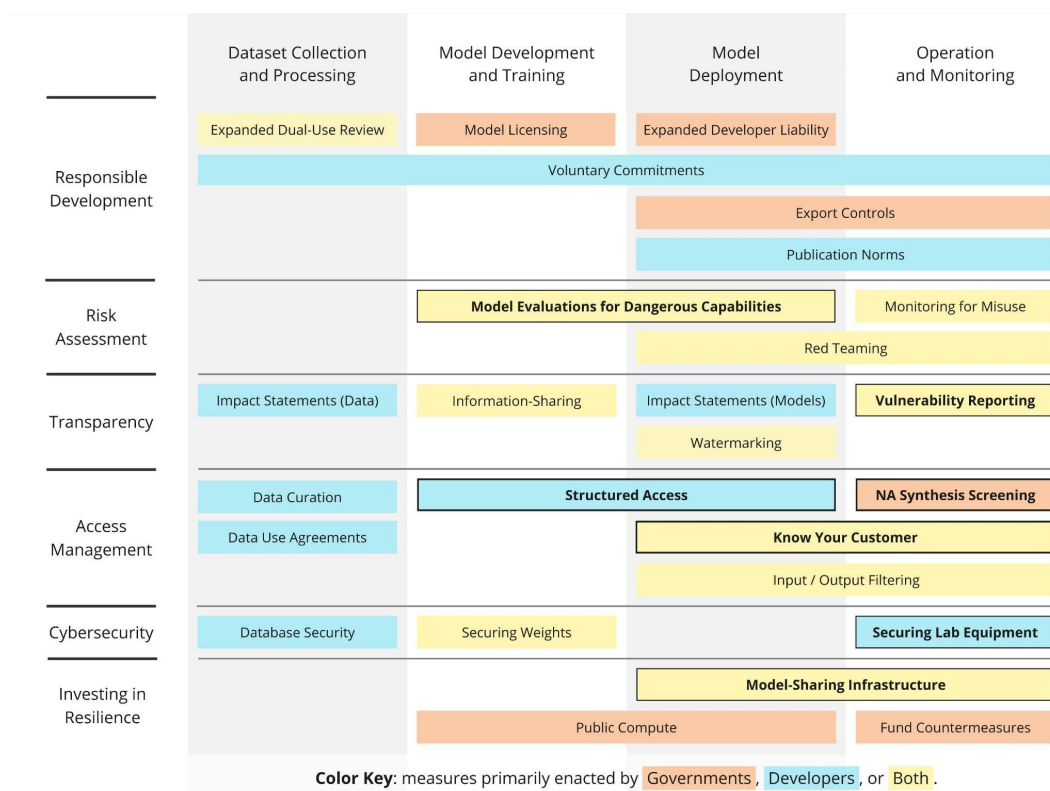 Dataset Collection
and Processing
Model Development
and Training
Model
Deployment
Operation
and Monitoring
Responsible
Development
Expanded Dual-Use Review
Model Licensing
Expanded Developer Liability
Voluntary Commitments
Export Controls
Publication Norms
Risk
Assessment
Model Evaluations for Dangerous Capabilities
Monitoring for Misuse
Red Teaming
Transparency
Impact Statements (Data)
Information-Sharing
Impact Statements (Models)
Vulnerability Reporting
Watermarking
Access
Management
Data Curation
Structured Access
NA Synthesis Screening
Data Use Agreements
Know Your Customer
Input / Output Filtering
Cybersecurity
Database Security
Securing Weights
Securing Lab Equipment
Investing in
Resilience
Model-Sharing Infrastructure
Public Compute
Fund Countermeasures
Color Key: measures primarily enacted by Governments, Developers, or Both.